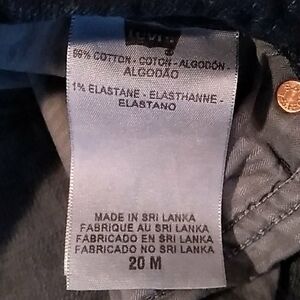 Levi's
99% COTTON - COTON - ALGODÓN -
ALGODÃO
1% ELASTANE - ELASTHANNE -
ELASTANO
MADE IN SRI LANKA
FABRIQUE AU SRI LANKA
FABRICADO EN SRI LANKA
FABRICADO NO SRI LANKA
20 M